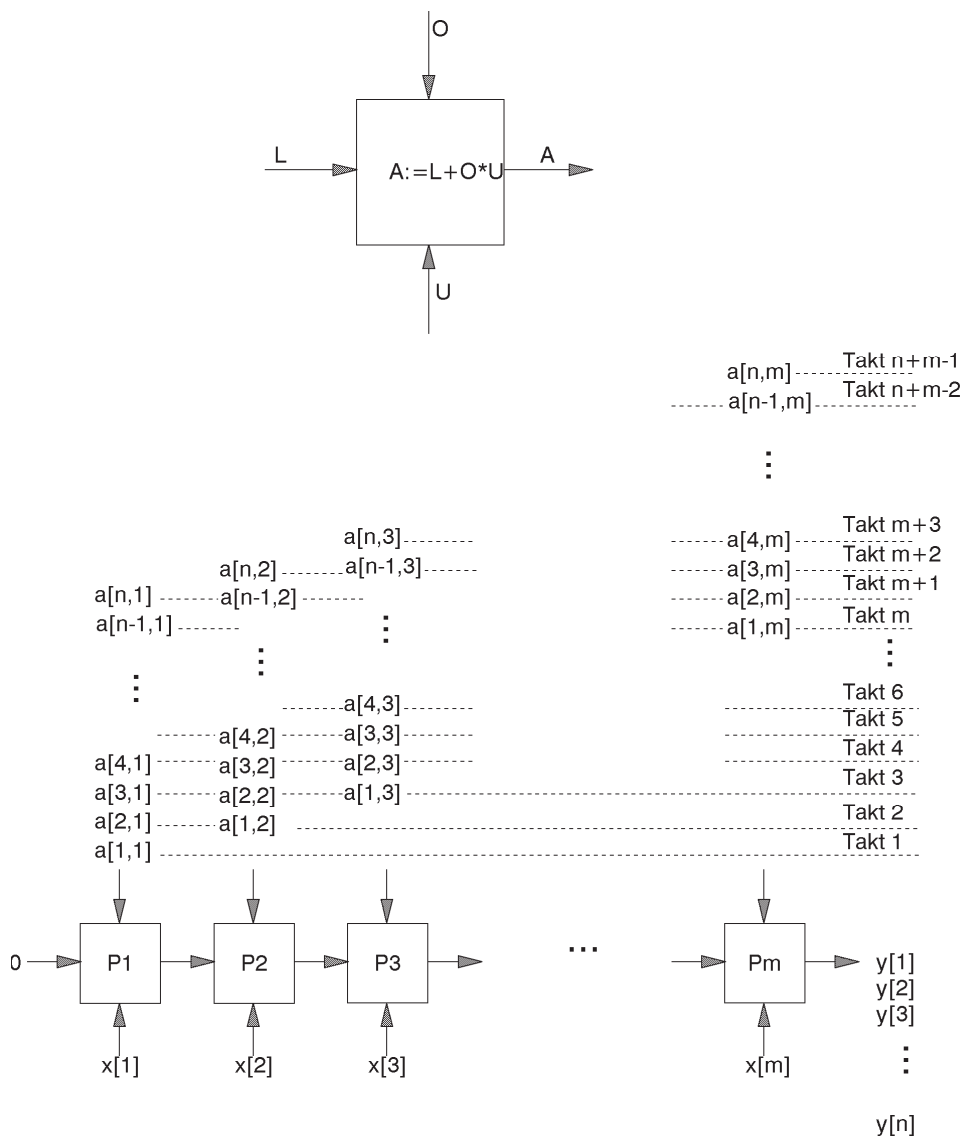 O
L
A:=L+O*U
A
U
a[n,m]
Takt n+m-1
a[n-1,m]
Takt n+m-2
a[n,3]
a[4,m]
Takt m+3
a[n,2]
a[n-1,3]
a[3,m]
Takt m+2
a[n,1]
a[n-1,2]
a[2,m]
Takt m+1
a[n-1,1]
a[1,m]
Takt m
a[4,3]
Takt 6
a[4,2]
a[3,3]
Takt 5
a[4,1]
a[3,2]
a[2,3]
Takt 4
a[3,1]
a[2,2]
a[1,3]
Takt 3
a[2,1]
a[1,2]
Takt 2
a[1,1]
Takt 1
0
P1
P2
P3
...
Pm
y[1]
y[2]
y[3]
x[1]
x[2]
x[3]
x[m]
y[n]